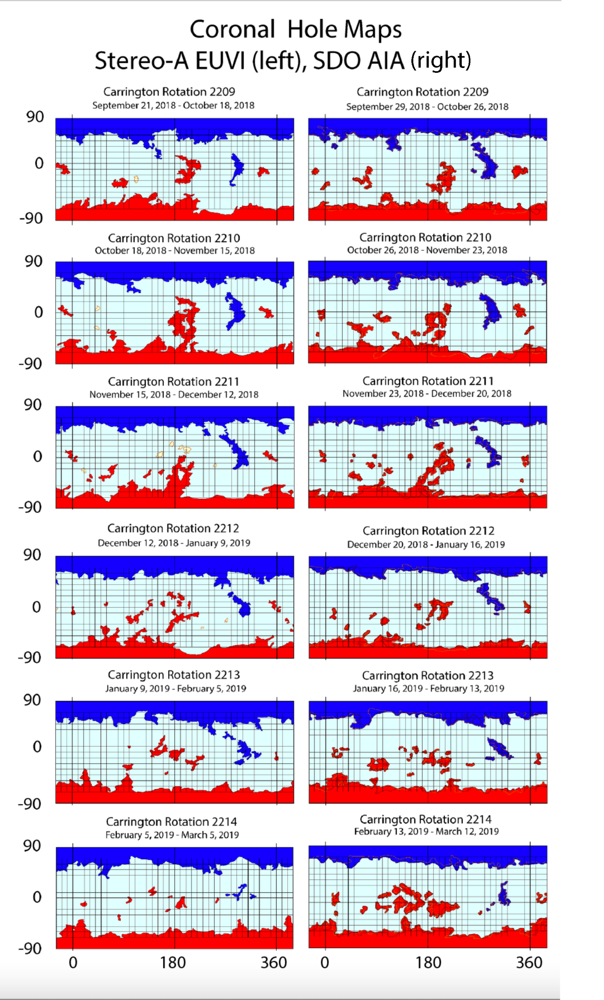 Coronal Hole Maps
Stereo-A EUVI (left), SDO AIA (right)
Carrington Rotation 2209
September 21, 2018 - October 18, 2018
Carrington Rotation 2209
September 29, 2018 - October 26, 2018
90
0
-90
Carrington Rotation 2210
October 18, 2018 - November 15, 2018
Carrington Rotation 2210
October 26, 2018 - November 23, 2018
90
0
-90
Carrington Rotation 2211
November 15, 2018 - December 12, 2018
Carrington Rotation 2211
November 23, 2018 - December 20, 2018
90
0
-90
Carrington Rotation 2212
December 12, 2018 - January 9, 2019
Carrington Rotation 2212
December 20, 2018 - January 16, 2019
90
0
-90
Carrington Rotation 2213
January 9, 2019 - February 5, 2019
Carrington Rotation 2213
January 16, 2019 - February 13, 2019
90
0
-90
Carrington Rotation 2214
February 5, 2019 - March 5, 2019
Carrington Rotation 2214
February 13, 2019 - March 12, 2019
90
0
-90
0 180 360 0 180 360